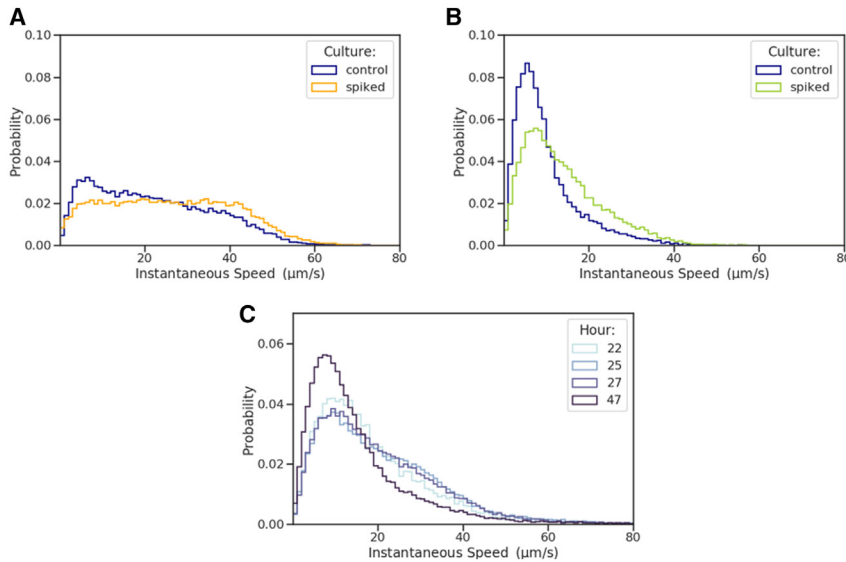 A
0.10
0.08
0.06
0.04
0.02
0.00
Probability
20
40
60
80
Instantaneous Speed (μm/s)
Culture:
control
spiked
B
0.10
0.08
0.06
0.04
0.02
0.00
Probability
20
40
60
80
Instantaneous Speed (μm/s)
Culture:
control
spiked
C
0.06
0.04
0.02
0.00
Probability
20
40
60
80
Instantaneous Speed (μm/s)
Hour:
22
25
27
47